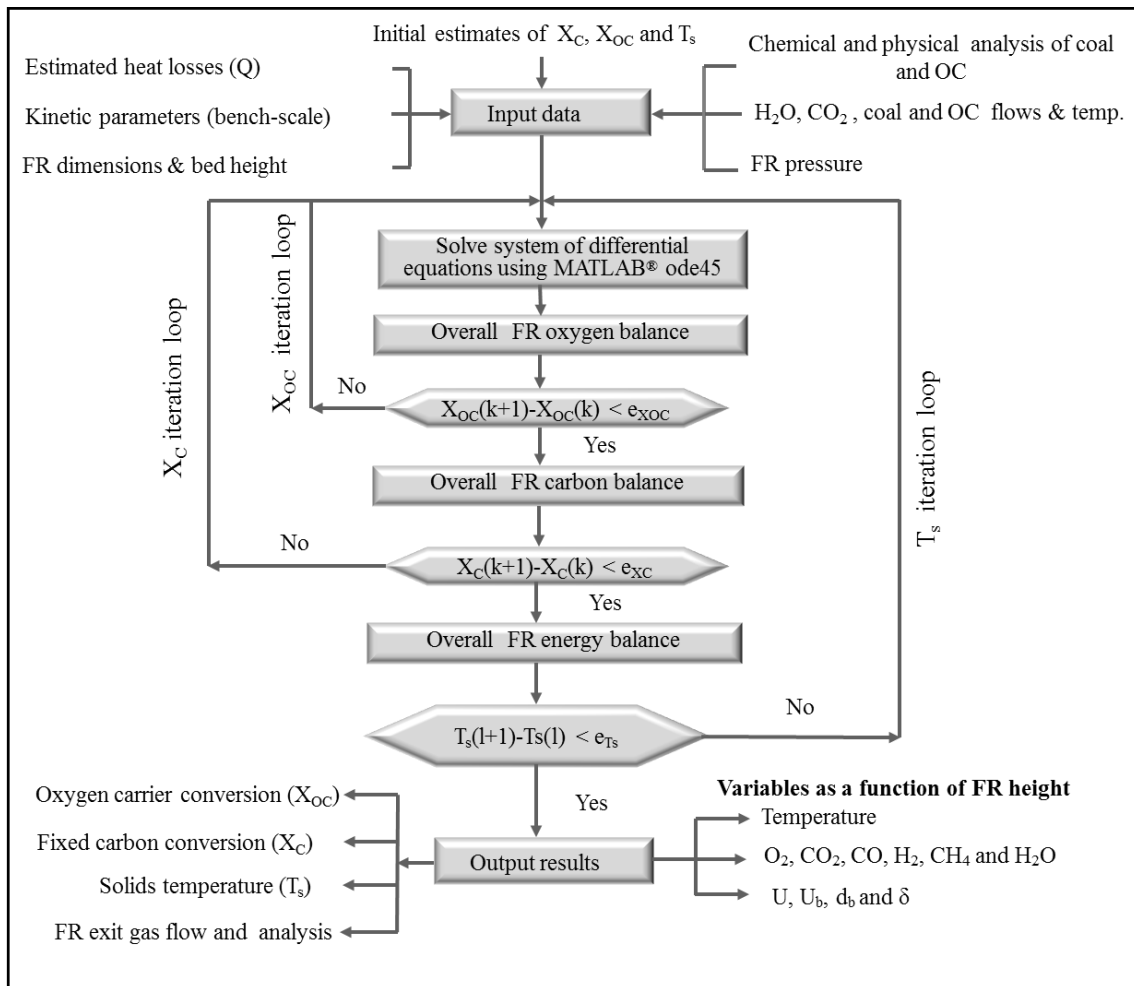 Initial estimates of X_C, X_OC and T_s
Estimated heat losses (Q)
Kinetic parameters (bench-scale)
FR dimensions & bed height
Input data
Chemical and physical analysis of coal
and OC
H₂O, CO₂ , coal and OC flows & temp.
FR pressure
Solve system of differential
equations using MATLAB® ode45
Overall FR oxygen balance
X_OC(k+1)-X_OC(k) < e_XOC
No
X_OC iteration loop
Yes
Overall FR carbon balance
X_C(k+1)-X_C(k) < e_XC
No
X_C iteration loop
Yes
Overall FR energy balance
T_s(l+1)-Ts(l) < e_Ts
No
T_s iteration loop
Yes
Output results
Oxygen carrier conversion (X_OC)
Fixed carbon conversion (X_C)
Solids temperature (T_s)
FR exit gas flow and analysis
Variables as a function of FR height
Temperature
O₂, CO₂, CO, H₂, CH₄ and H₂O
U, U_b, d_b and δ